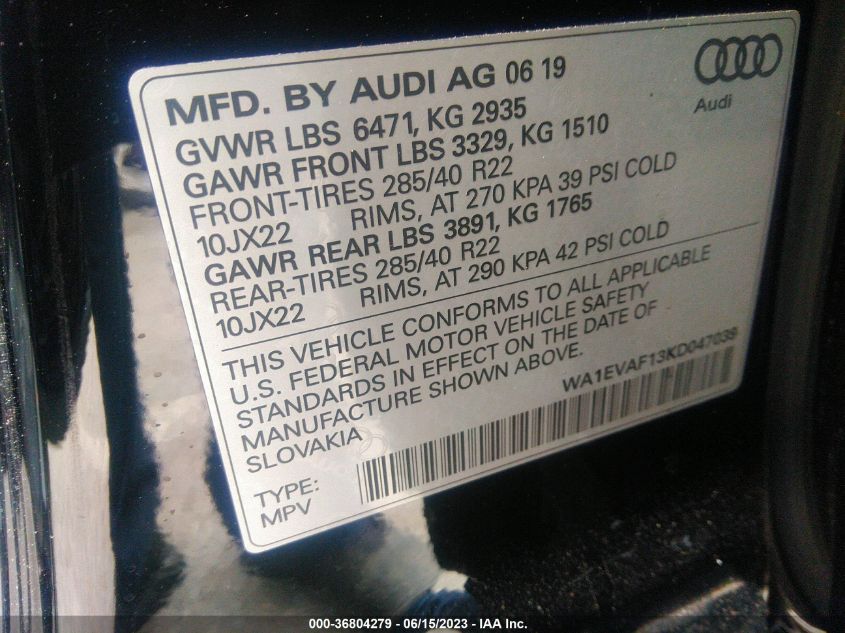 MFD. BY AUDI AG 06 19
Audi
GVWR LBS 6471, KG 2935
GAWR FRONT LBS 3329, KG 1510
FRONT-TIRES 285/40 R22
10JX22 RIMS, AT 270 KPA 39 PSI COLD
GAWR REAR LBS 3891, KG 1765
REAR-TIRES 285/40 R22
10JX22 RIMS, AT 290 KPA 42 PSI COLD
THIS VEHICLE CONFORMS TO ALL APPLICABLE
U.S. FEDERAL MOTOR VEHICLE SAFETY
STANDARDS IN EFFECT ON THE DATE OF
MANUFACTURE SHOWN ABOVE.
SLOVAKIA
WA1EVAF13KD047039
TYPE:
MPV
000-36804279 - 06/15/2023 - IAA Inc.